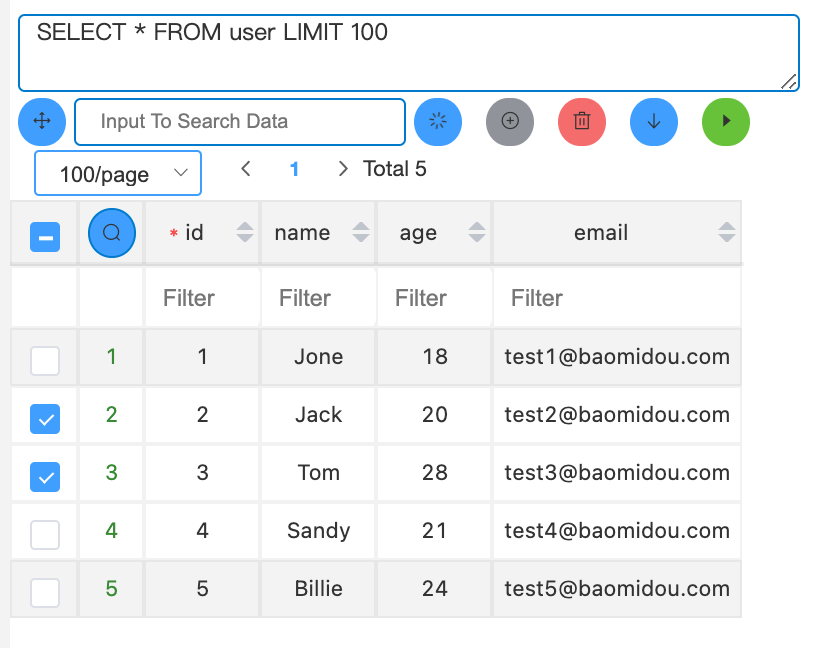 SELECT * FROM user LIMIT 100
Input To Search Data
100/page 1 Total 5
* id name age email
Filter Filter Filter Filter
1 1 Jone 18 test1@baomidou.com
2 2 Jack 20 test2@baomidou.com
3 3 Tom 28 test3@baomidou.com
4 4 Sandy 21 test4@baomidou.com
5 5 Billie 24 test5@baomidou.com